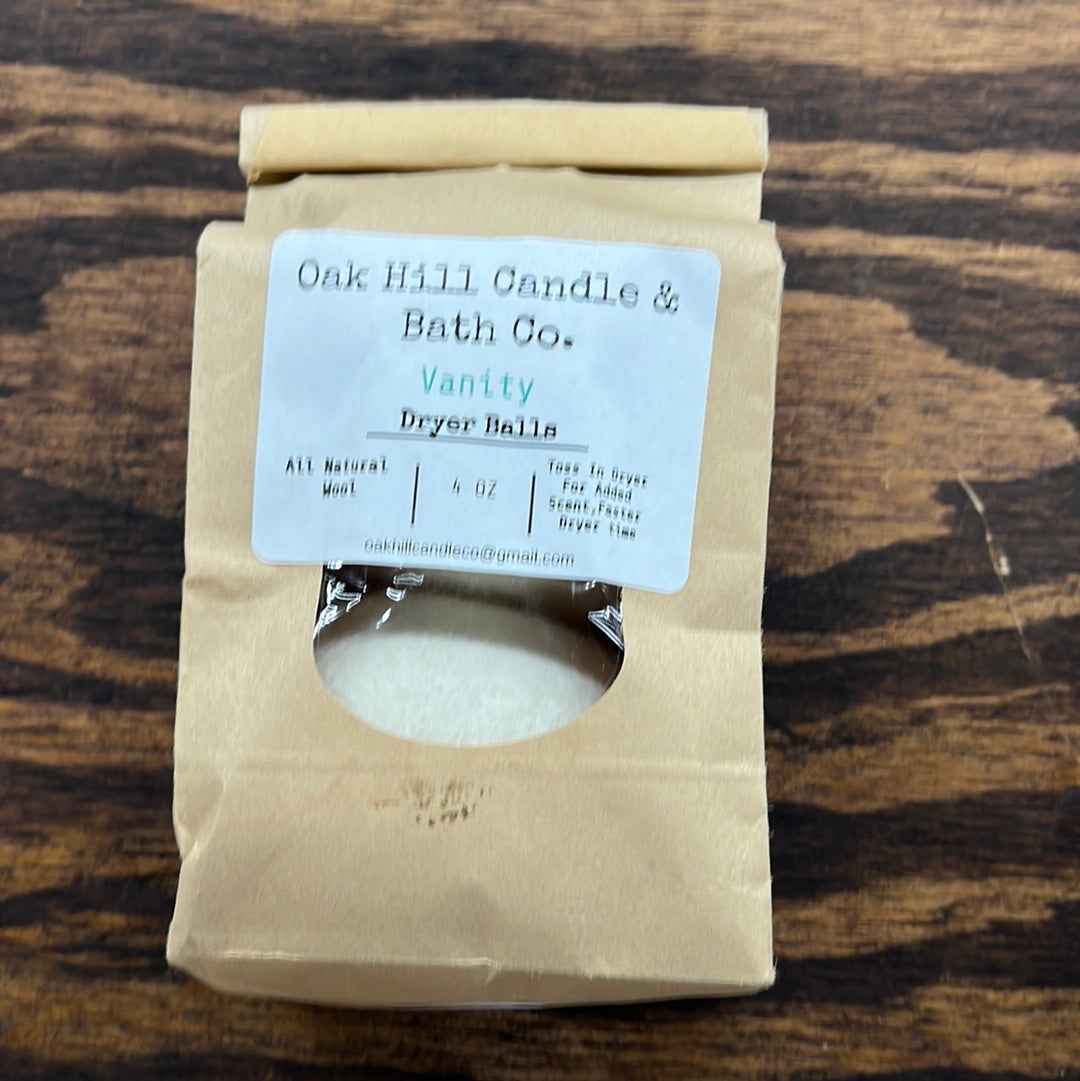 Oak Hill Candle &
Bath Co.
Vanity
Dryer Balls
All Natural
Wool
4 OZ
Toss In Dryer
For Added
Scent,Faster
Dryer time
oakhillcandleco@gmail.com